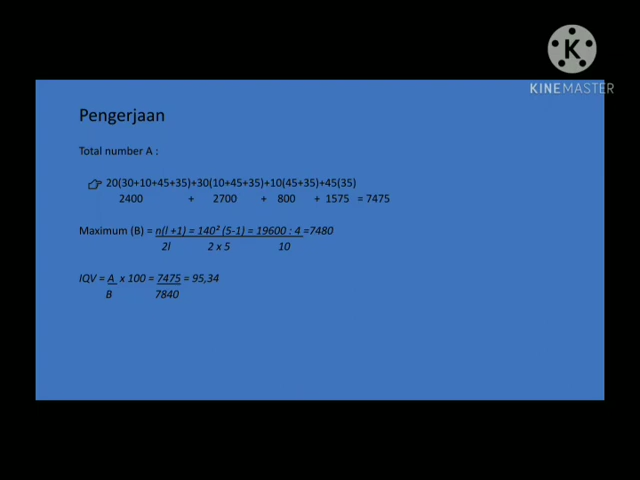 K
KINEMASTER
Pengerjaan
Total number A :
20(30+10+45+35)+30(10+45+35)+10(45+35)+45(35)
2400 + 2700 + 800 + 1575 = 7475
Maximum (B) = n(l +1) = 140² (5-1) = 19600 : 4 =7480
2l 2 x 5 10
IQV = A x 100 = 7475 = 95,34
B 7840